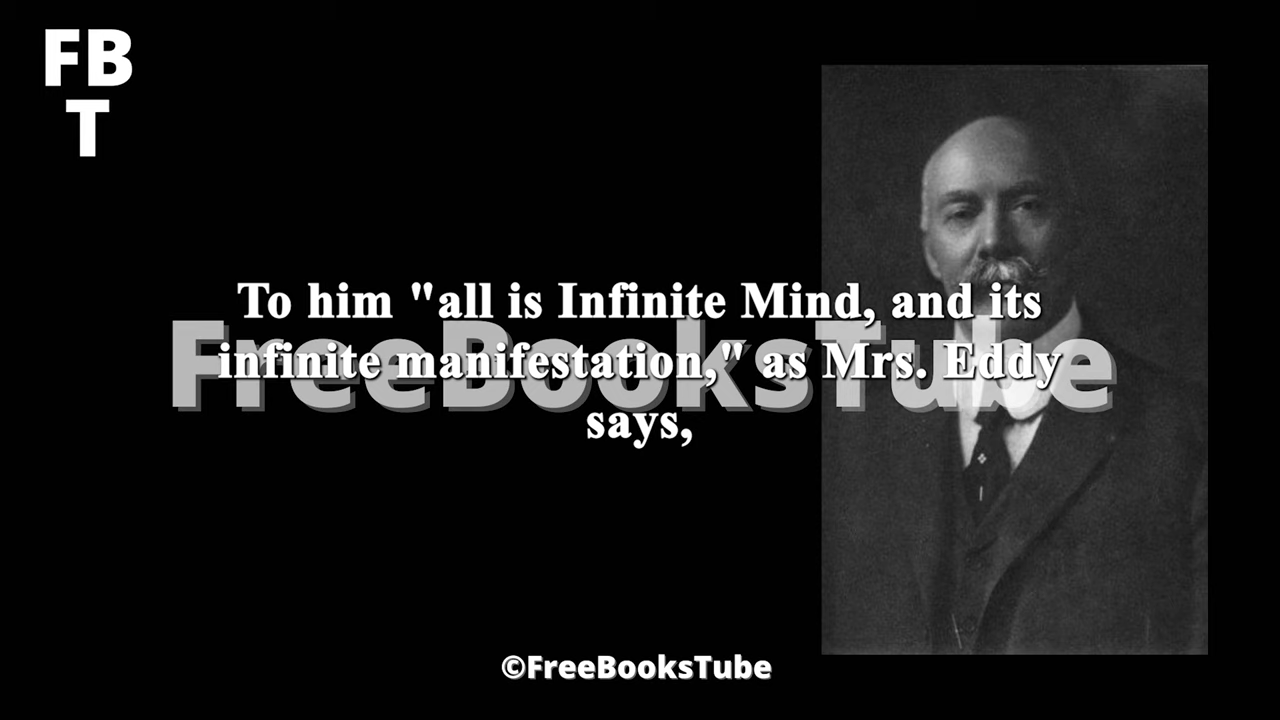 FB
T
To him "all is Infinite Mind, and its
infinite manifestation," as Mrs. Eddy
says,
FreeBooksTube
©FreeBooksTube